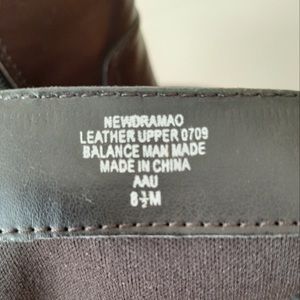 NEWDRAMAO
LEATHER UPPER 0709
BALANCE MAN MADE
MADE IN CHINA
AAU
8½M